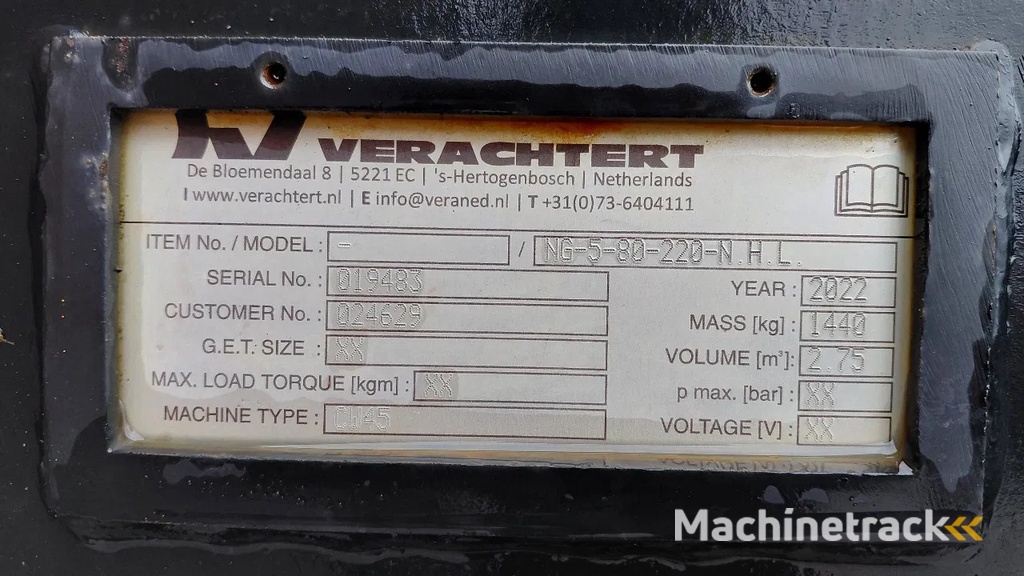 VERACHTERT
De Bloemendaal 8 | 5221 EC | 's-Hertogenbosch | Netherlands
I www.verachtert.nl | E info@veraned.nl | T +31(0)73-6404111
ITEM No. / MODEL : - / NG-5-80-220-N.H.L.
SERIAL No. : 019483
YEAR : 2022
CUSTOMER No. : 024629
MASS [kg] : 1440
G.E.T. SIZE : XX
VOLUME [m³]: 2.75
MAX. LOAD TORQUE [kgm] : XX
p max. [bar] : XX
MACHINE TYPE : CW45
VOLTAGE [V] : XX
Machinetrack